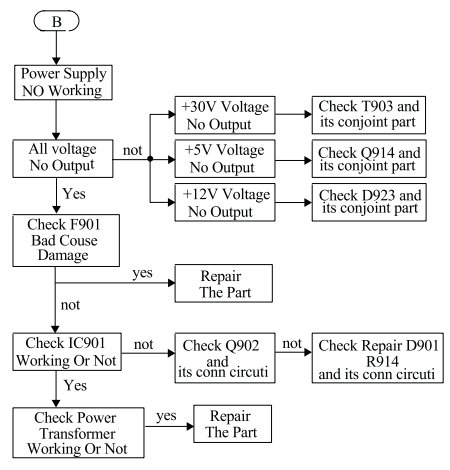 B
Power Supply
NO Working
All voltage
No Output
not
+30V Voltage
No Output
Check T903 and
its conjoint part
+5V Voltage
No Output
Check Q914 and
its conjoint part
+12V Voltage
No Output
Check D923 and
its conjoint part
Yes
Check F901
Bad Couse
Damage
yes
Repair
The Part
not
Check IC901
Working Or Not
not
Check Q902
and
its conn circuti
not
Check Repair D901
R914
and its conn circuti
Yes
Check Power
Transformer
Working Or Not
yes
Repair
The Part